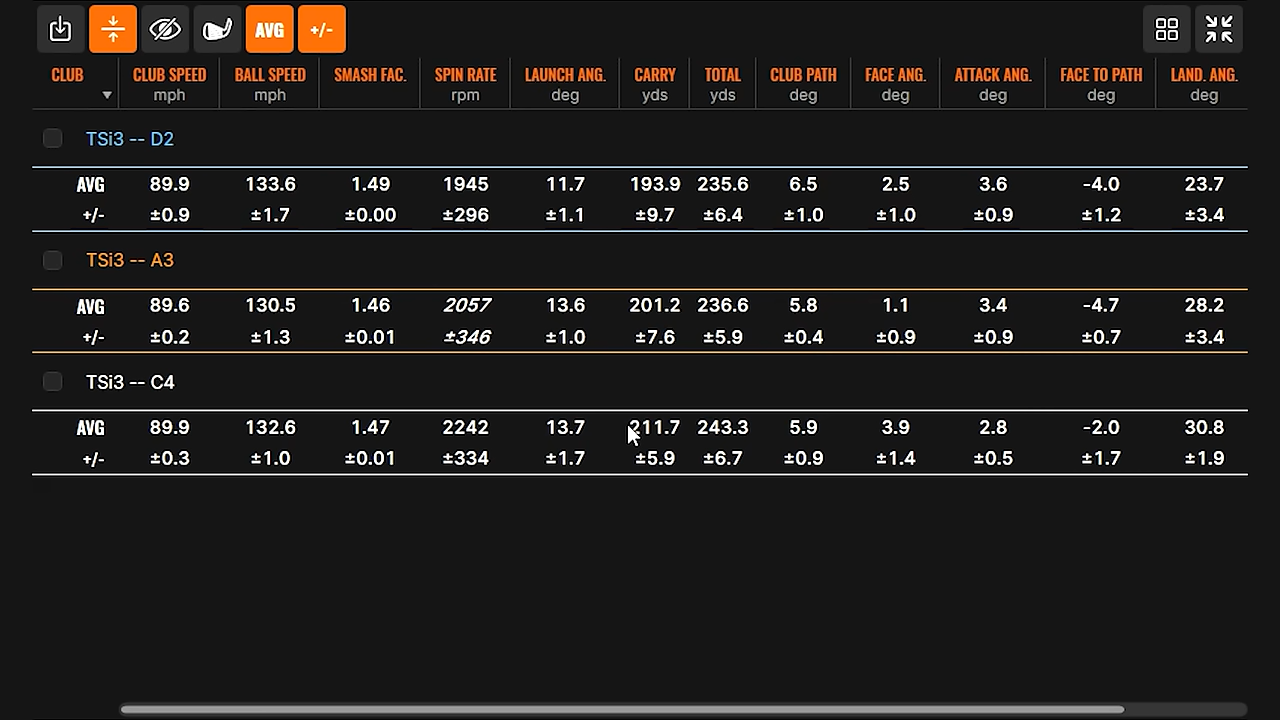 AVG +/-
CLUB CLUB SPEED BALL SPEED SMASH FAC. SPIN RATE LAUNCH ANG. CARRY TOTAL CLUB PATH FACE ANG. ATTACK ANG. FACE TO PATH LAND. ANG.
mph mph rpm deg yds yds deg deg deg deg deg
TSi3 -- D2
AVG 89.9 133.6 1.49 1945 11.7 193.9 235.6 6.5 2.5 3.6 -4.0 23.7
+/- ±0.9 ±1.7 ±0.00 ±296 ±1.1 ±9.7 ±6.4 ±1.0 ±1.0 ±0.9 ±1.2 ±3.4
TSi3 -- A3
AVG 89.6 130.5 1.46 2057 13.6 201.2 236.6 5.8 1.1 3.4 -4.7 28.2
+/- ±0.2 ±1.3 ±0.01 ±346 ±1.0 ±7.6 ±5.9 ±0.4 ±0.9 ±0.9 ±0.7 ±3.4
TSi3 -- C4
AVG 89.9 132.6 1.47 2242 13.7 211.7 243.3 5.9 3.9 2.8 -2.0 30.8
+/- ±0.3 ±1.0 ±0.01 ±334 ±1.7 ±5.9 ±6.7 ±0.9 ±1.4 ±0.5 ±1.7 ±1.9